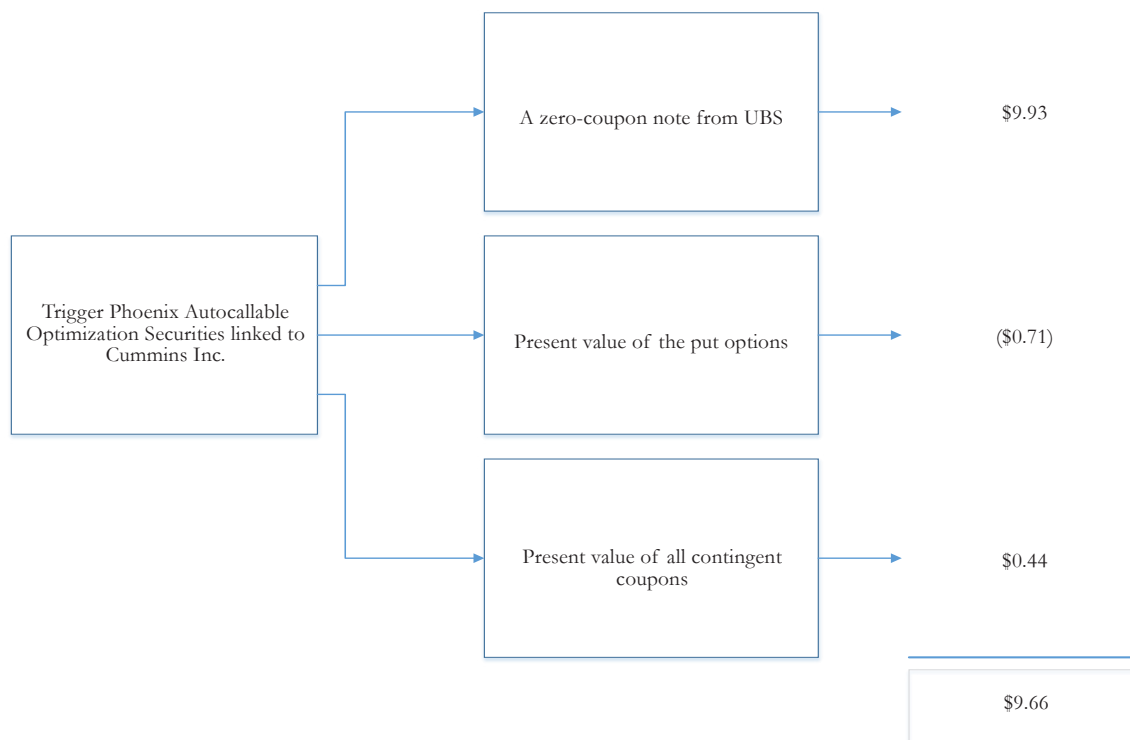 A zero-coupon note from UBS
$9.93
Trigger Phoenix Autocallable
Optimization Securities linked to
Cummins Inc.
Present value of the put options
($0.71)
Present value of all contingent
coupons
$0.44
$9.66